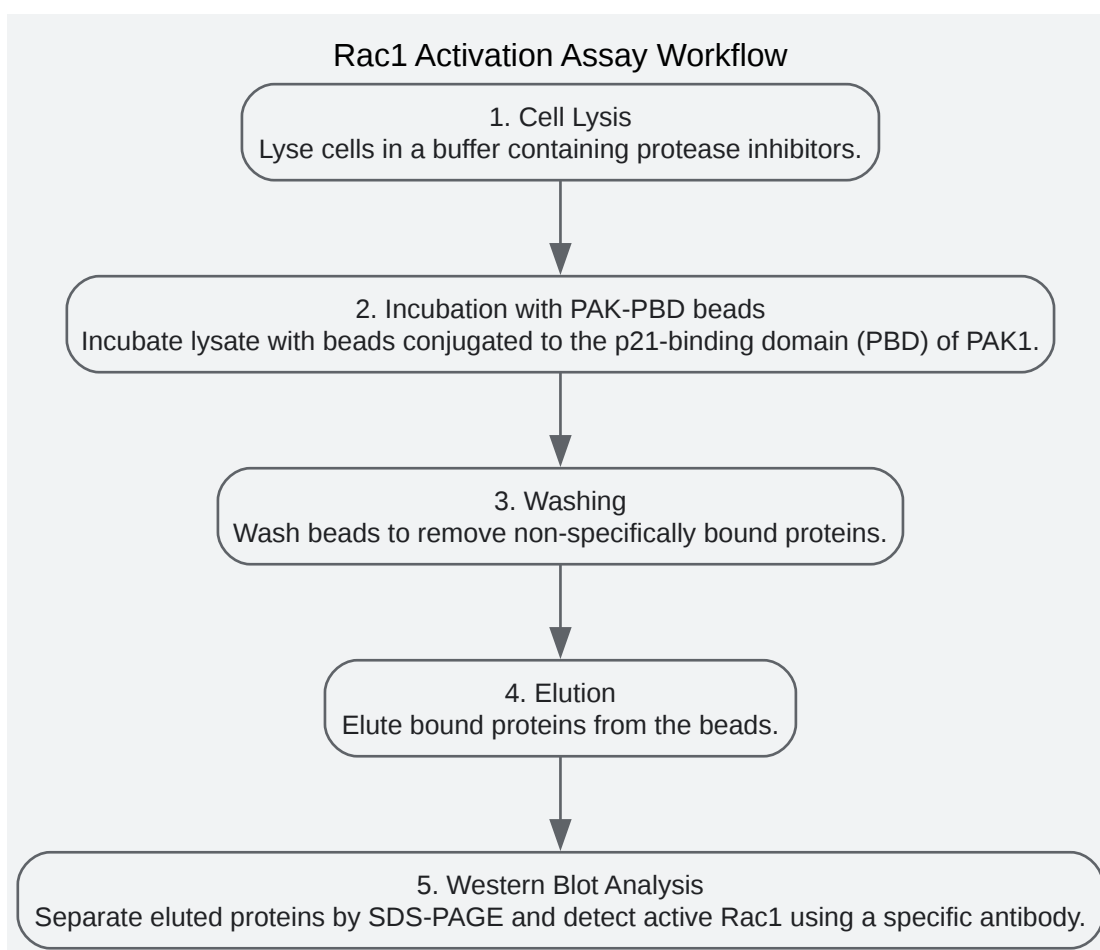 Rac1 Activation Assay Workflow
1. Cell Lysis
Lyse cells in a buffer containing protease inhibitors.
2. Incubation with PAK-PBD beads
Incubate lysate with beads conjugated to the p21-binding domain (PBD) of PAK1.
3. Washing
Wash beads to remove non-specifically bound proteins.
4. Elution
Elute bound proteins from the beads.
5. Western Blot Analysis
Separate eluted proteins by SDS-PAGE and detect active Rac1 using a specific antibody.